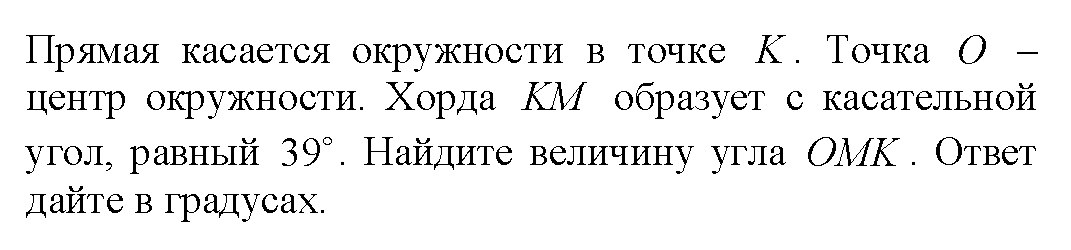 Прямая касается окружности в точке K . Точка O –
центр окружности. Хорда KM образует с касательной
угол, равный 39°. Найдите величину угла OMK . Ответ
дайте в градусах.